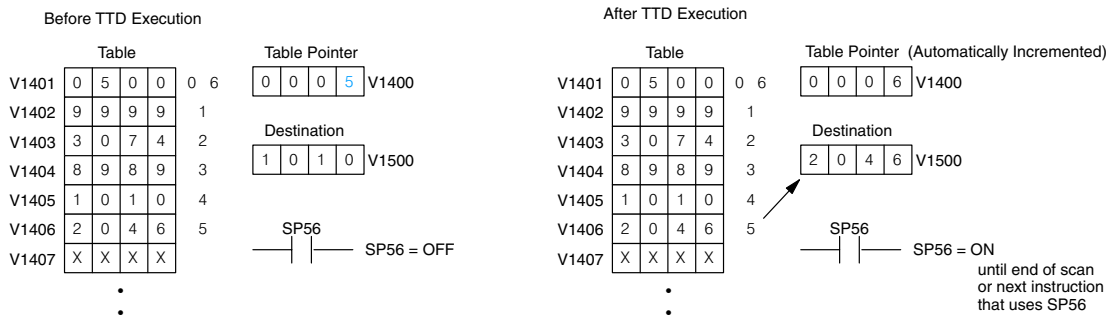 Before TTD Execution
Table
Table Pointer
V1401 0 5 0 0 0 6
0 0 0 5 V1400
V1402 9 9 9 9 1
Destination
V1403 3 0 7 4 2
1 0 1 0 V1500
V1404 8 9 8 9 3
V1405 1 0 1 0 4
V1406 2 0 4 6 5
SP56
V1407 X X X X
SP56 = OFF
After TTD Execution
Table
Table Pointer (Automatically Incremented)
V1401 0 5 0 0 0 6
0 0 0 6 V1400
V1402 9 9 9 9 1
Destination
V1403 3 0 7 4 2
2 0 4 6 V1500
V1404 8 9 8 9 3
V1405 1 0 1 0 4
V1406 2 0 4 6 5
SP56
V1407 X X X X
SP56 = ON
until end of scan
or next instruction
that uses SP56